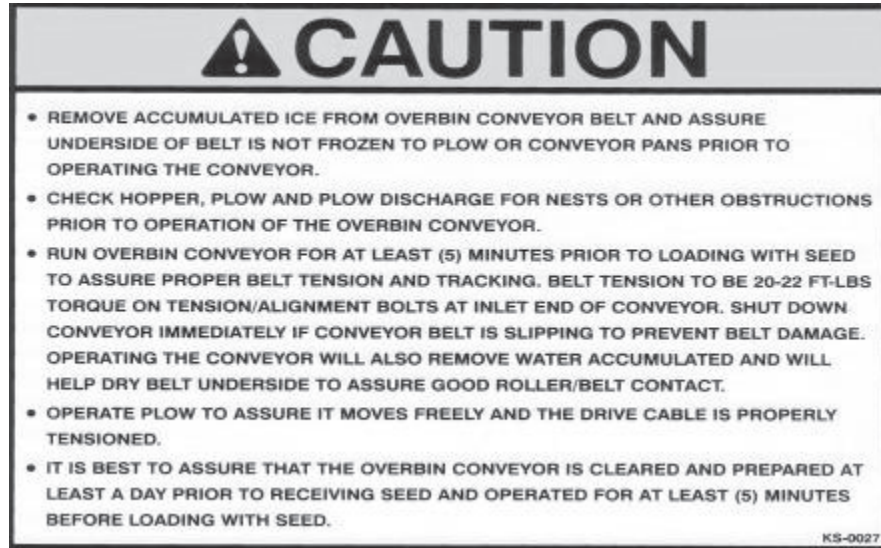 CAUTION
• REMOVE ACCUMULATED ICE FROM OVERBIN CONVEYOR BELT AND ASSURE
UNDERSIDE OF BELT IS NOT FROZEN TO PLOW OR CONVEYOR PANS PRIOR TO
OPERATING THE CONVEYOR.
• CHECK HOPPER, PLOW AND PLOW DISCHARGE FOR NESTS OR OTHER OBSTRUCTIONS
PRIOR TO OPERATION OF THE OVERBIN CONVEYOR.
• RUN OVERBIN CONVEYOR FOR AT LEAST (5) MINUTES PRIOR TO LOADING WITH SEED
TO ASSURE PROPER BELT TENSION AND TRACKING. BELT TENSION TO BE 20-22 FT-LBS
TORQUE ON TENSION/ALIGNMENT BOLTS AT INLET END OF CONVEYOR. SHUT DOWN
CONVEYOR IMMEDIATELY IF CONVEYOR BELT IS SLIPPING TO PREVENT BELT DAMAGE.
OPERATING THE CONVEYOR WILL ALSO REMOVE WATER ACCUMULATED AND WILL
HELP DRY BELT UNDERSIDE TO ASSURE GOOD ROLLER/BELT CONTACT.
• OPERATE PLOW TO ASSURE IT MOVES FREELY AND THE DRIVE CABLE IS PROPERLY
TENSIONED.
• IT IS BEST TO ASSURE THAT THE OVERBIN CONVEYOR IS CLEARED AND PREPARED AT
LEAST A DAY PRIOR TO RECEIVING SEED AND OPERATED FOR AT LEAST (5) MINUTES
BEFORE LOADING WITH SEED.
KS-0027